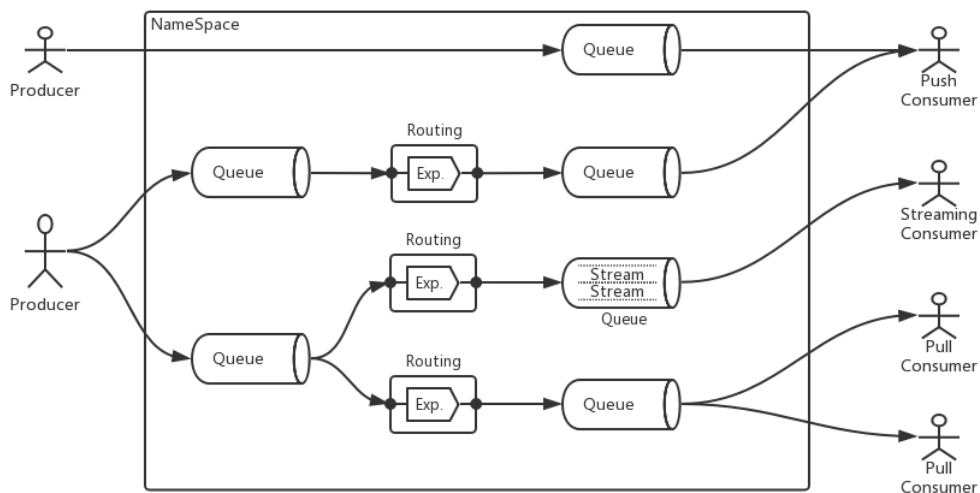 NameSpace
Queue
Producer
Push
Consumer
Routing
Queue
Exp.
Queue
Streaming
Consumer
Routing
Producer
Exp.
Stream
Stream
Queue
Pull
Consumer
Queue
Routing
Exp.
Queue
Pull
Consumer